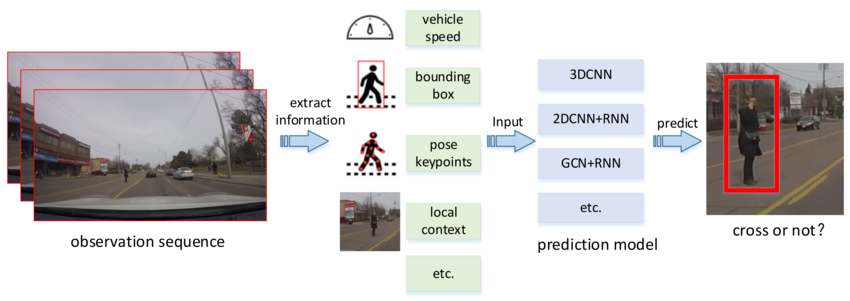 observation sequence
extract
information
vehicle
speed
bounding
box
pose
keypoints
local
context
etc.
Input
3DCNN
2DCNN+RNN
GCN+RNN
etc.
prediction model
predict
cross or not?